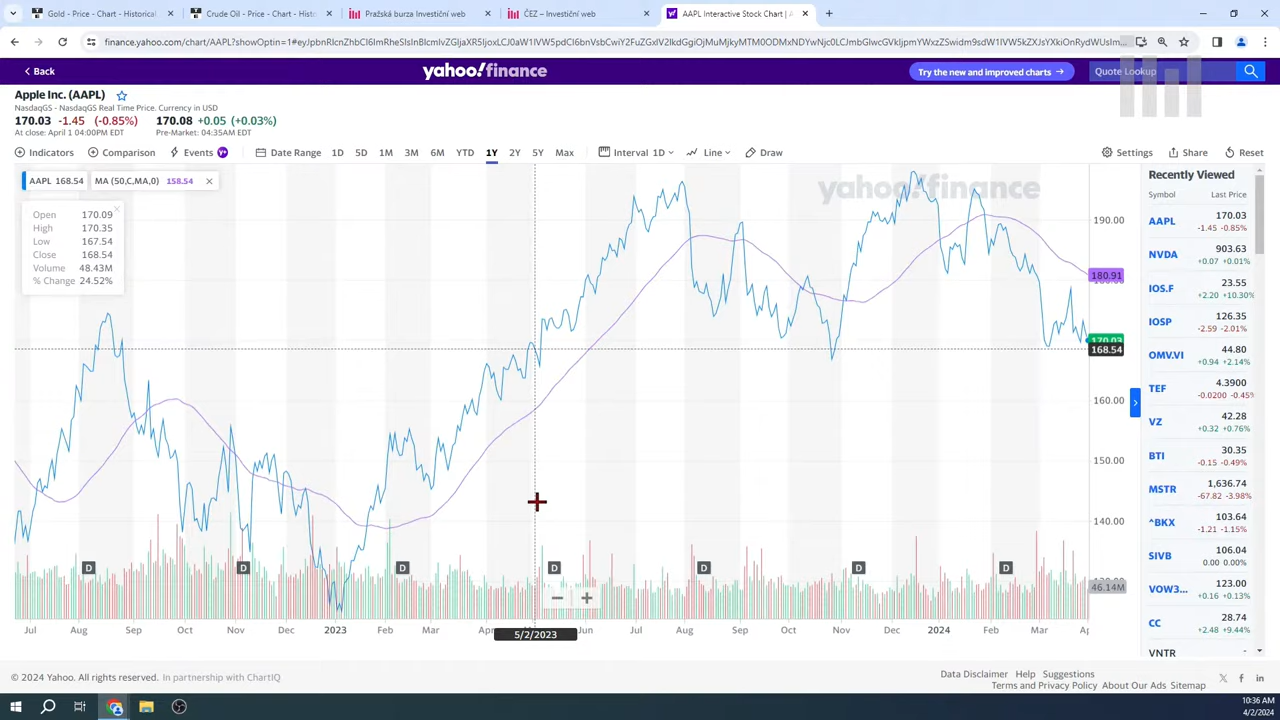 Gold - Price - Chart - Historical
Crude Oil - Price - Chart - Hist
Pražská burza Investiční web
ČEZ – Investiční web
AAPL Interactive Stock Chart | A
Back
yahoo!finance
Try the new and improved charts
Quote Lookup
Apple Inc. (AAPL)
NasdaqGS - NasdaqGS Real Time Price. Currency in USD
170.03 -1.45 (-0.85%) 170.08 +0.05 (+0.03%)
At close: April 1 04:00PM EDT Pre-Market: 04:35AM EDT
Indicators Comparison Events Date Range 1D 5D 1M 3M 6M YTD 1Y 2Y 5Y Max Interval 1D Line Draw Settings Share Reset
AAPL 168.54 MA (50,C,MA,0) 158.54
yahoo!finance
Open 170.09
High 170.35
Low 167.54
Close 168.54
Volume 48.43M
% Change 24.52%
190.00
180.91
170.03
168.54
160.00
150.00
140.00
46.14M
D D D D D D D
Jul Aug Sep Oct Nov Dec 2023 Feb Mar Jun Jul Aug Sep Oct Nov Dec 2024 Feb Mar
5/2/2023
Recently Viewed
Symbol Last Price
AAPL 170.03
-1.45 -0.85%
NVDA 903.63
+0.07 +0.01%
IOS.F 23.55
+2.20 +10.30%
IOSP 126.35
-2.59 -2.01%
OMV.VI 44.80
+0.94 +2.14%
TEF 4.3900
-0.0200 -0.45%
VZ 42.28
+0.32 +0.76%
BTI 30.35
-0.15 -0.49%
MSTR 1,636.74
-67.82 -3.98%
^BKX 103.64
-1.21 -1.15%
SIVB 106.04
0.00 0.00%
VOW3... 123.00
+0.16 +0.13%
CC 28.74
+2.48 +9.44%
VNTR -
© 2024 Yahoo. All rights reserved. In partnership with ChartIQ
Data Disclaimer Help Suggestions
Terms and Privacy Policy About Our Ads Sitemap
10:36 AM
4/2/2024